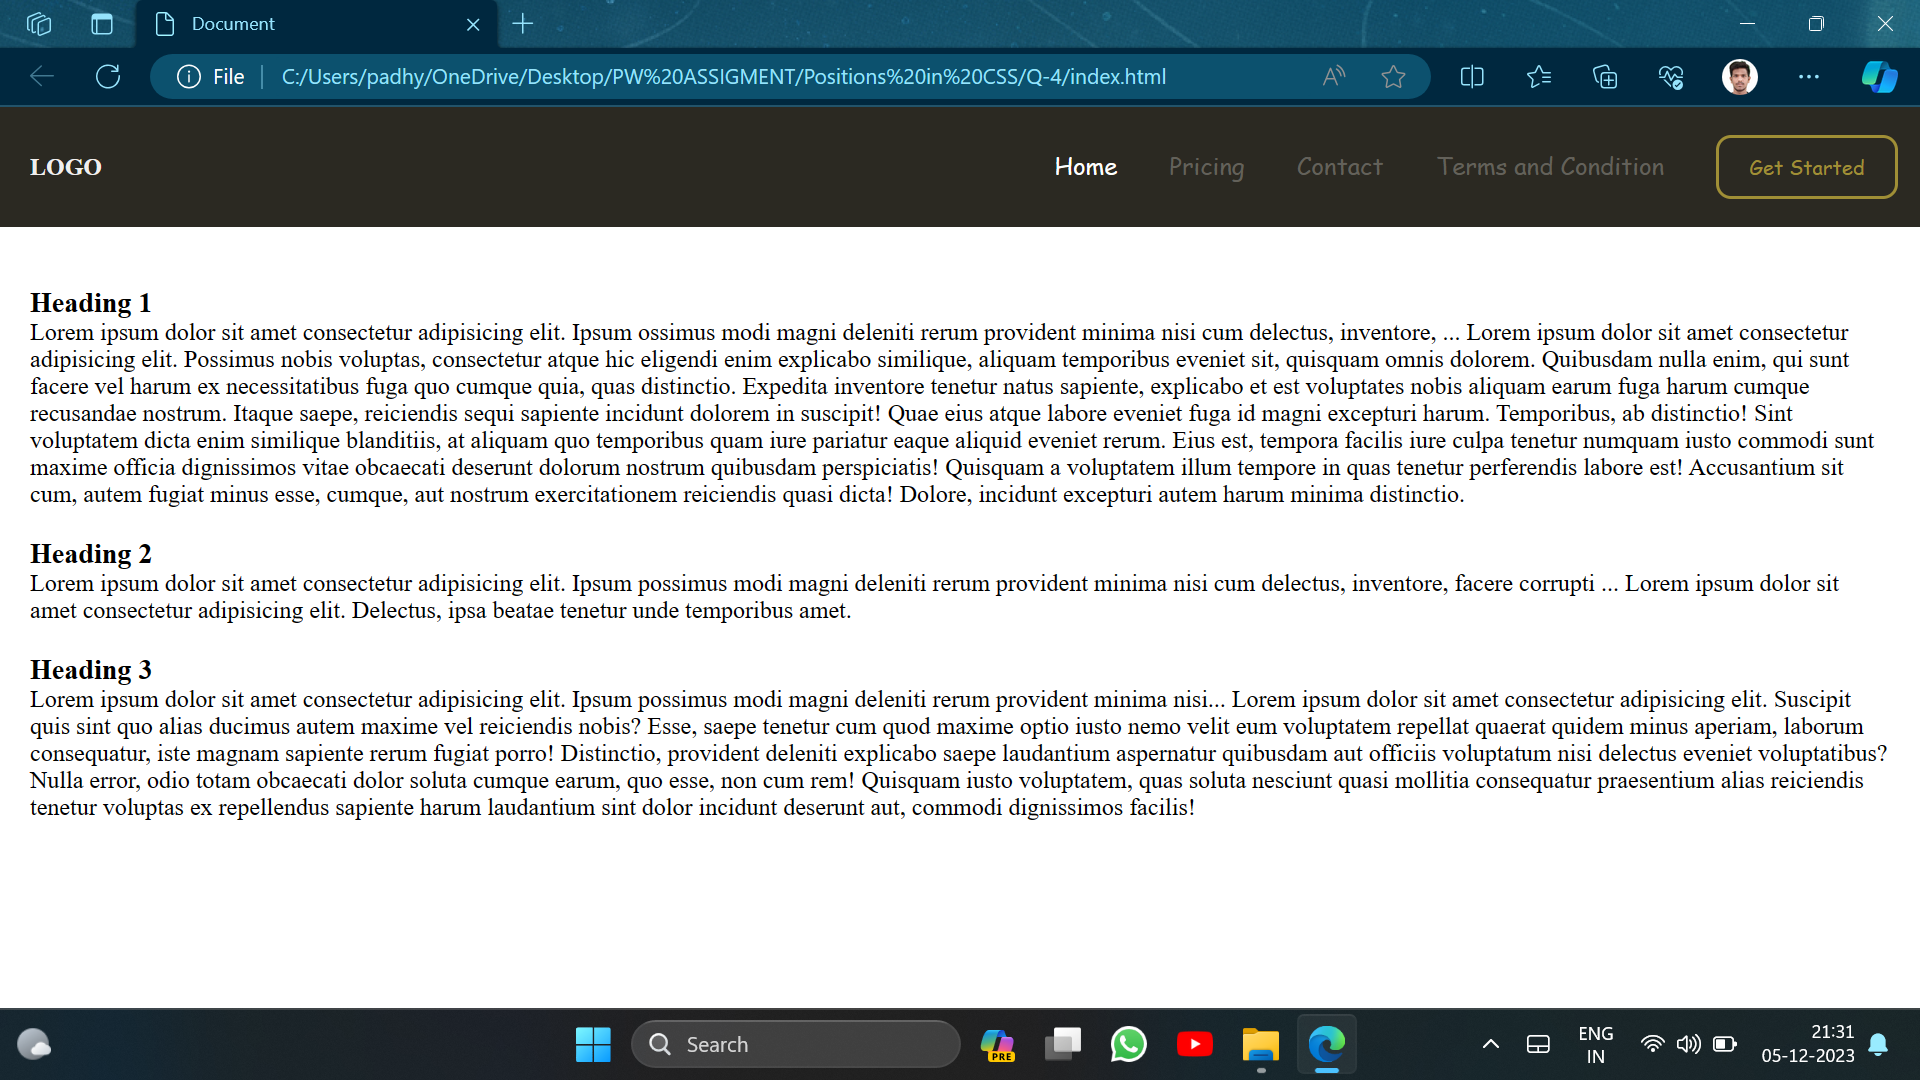 Document
File
C:/Users/padhy/OneDrive/Desktop/PW%20ASSIGMENT/Positions%20in%20CSS/Q-4/index.html
LOGO
Home
Pricing
Contact
Terms and Condition
Get Started
Heading 1
Lorem ipsum dolor sit amet consectetur adipisicing elit. Ipsum ossimus modi magni deleniti rerum provident minima nisi cum delectus, inventore, ... Lorem ipsum dolor sit amet consectetur
adipisicing elit. Possimus nobis voluptas, consectetur atque hic eligendi enim explicabo similique, aliquam temporibus eveniet sit, quisquam omnis dolorem. Quibusdam nulla enim, qui sunt
facere vel harum ex necessitatibus fuga quo cumque quia, quas distinctio. Expedita inventore tenetur natus sapiente, explicabo et est voluptates nobis aliquam earum fuga harum cumque
recusandae nostrum. Itaque saepe, reiciendis sequi sapiente incidunt dolorem in suscipit! Quae eius atque labore eveniet fuga id magni excepturi harum. Temporibus, ab distinctio! Sint
voluptatem dicta enim similique blanditiis, at aliquam quo temporibus quam iure pariatur eaque aliquid eveniet rerum. Eius est, tempora facilis iure culpa tenetur numquam iusto commodi sunt
maxime officia dignissimos vitae obcaecati deserunt dolorum nostrum quibusdam perspiciatis! Quisquam a voluptatem illum tempore in quas tenetur perferendis labore est! Accusantium sit
cum, autem fugiat minus esse, cumque, aut nostrum exercitationem reiciendis quasi dicta! Dolore, incidunt excepturi autem harum minima distinctio.
Heading 2
Lorem ipsum dolor sit amet consectetur adipisicing elit. Ipsum possimus modi magni deleniti rerum provident minima nisi cum delectus, inventore, facere corrupti ... Lorem ipsum dolor sit
amet consectetur adipisicing elit. Delectus, ipsa beatae tenetur unde temporibus amet.
Heading 3
Lorem ipsum dolor sit amet consectetur adipisicing elit. Ipsum possimus modi magni deleniti rerum provident minima nisi... Lorem ipsum dolor sit amet consectetur adipisicing elit. Suscipit
quis sint quo alias ducimus autem maxime vel reiciendis nobis? Esse, saepe tenetur cum quod maxime optio iusto nemo velit eum voluptatem repellat quaerat quidem minus aperiam, laborum
consequatur, iste magnam sapiente rerum fugiat porro! Distinctio, provident deleniti explicabo saepe laudantium aspernatur quibusdam aut officiis voluptatum nisi delectus eveniet voluptatibus?
Nulla error, odio totam obcaecati dolor soluta cumque earum, quo esse, non cum rem! Quisquam iusto voluptatem, quas soluta nesciunt quasi mollitia consequatur praesentium alias reiciendis
tenetur voluptas ex repellendus sapiente harum laudantium sint dolor incidunt deserunt aut, commodi dignissimos facilis!
Search
PRE
ENG
IN
21:31
05-12-2023